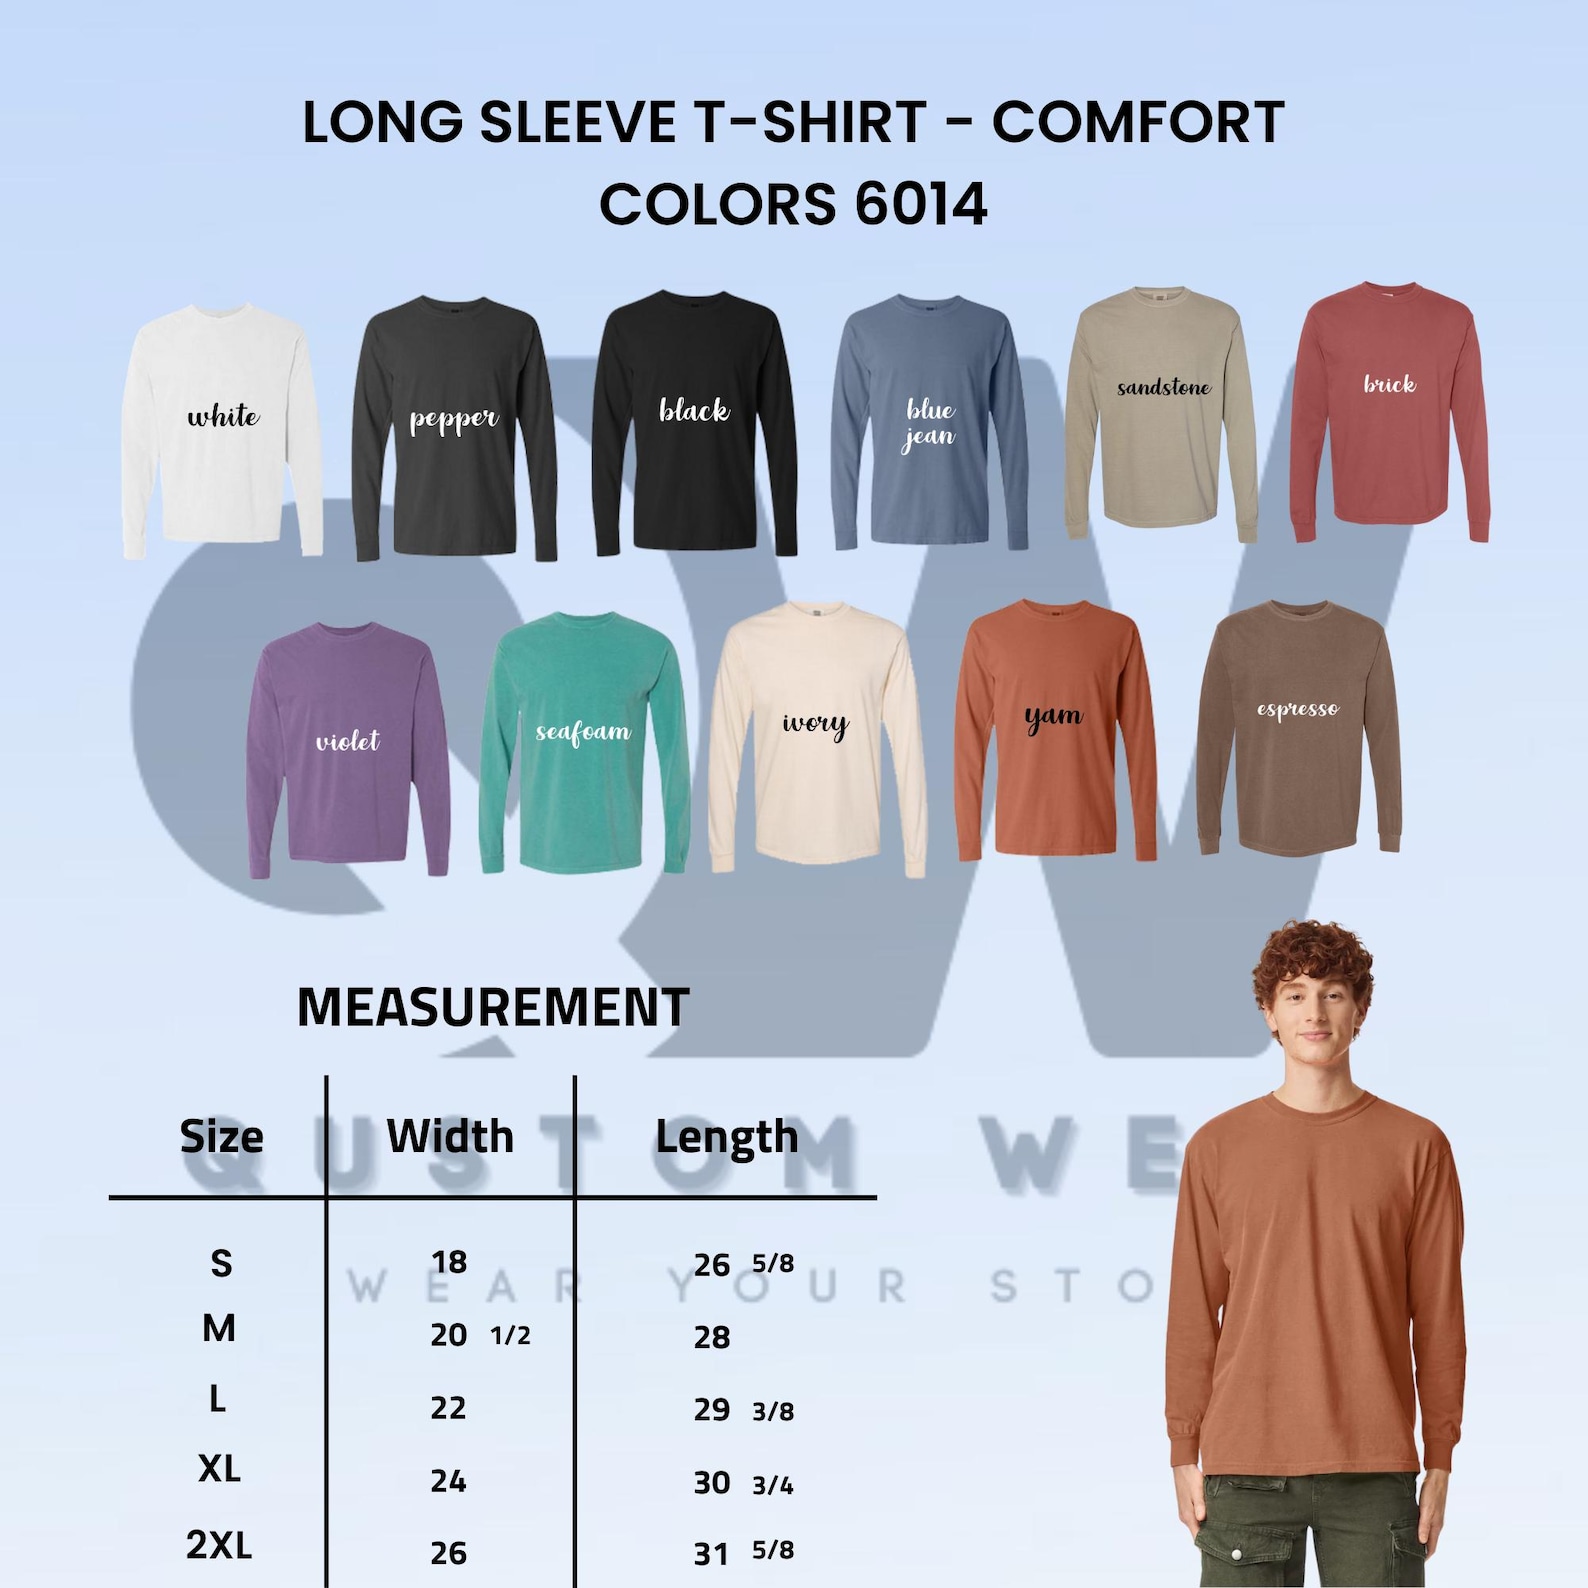 LONG SLEEVE T-SHIRT - COMFORT
COLORS 6014
white
pepper
black
blue
jean
sandstone
brick
violet
seafoam
ivory
yam
espresso
MEASUREMENT
Size Width Length
QUSTOM WE
S 18 26 5/8
WEAR YOUR STO
M 20 1/2 28
L 22 29 3/8
XL 24 30 3/4
2XL 26 31 5/8